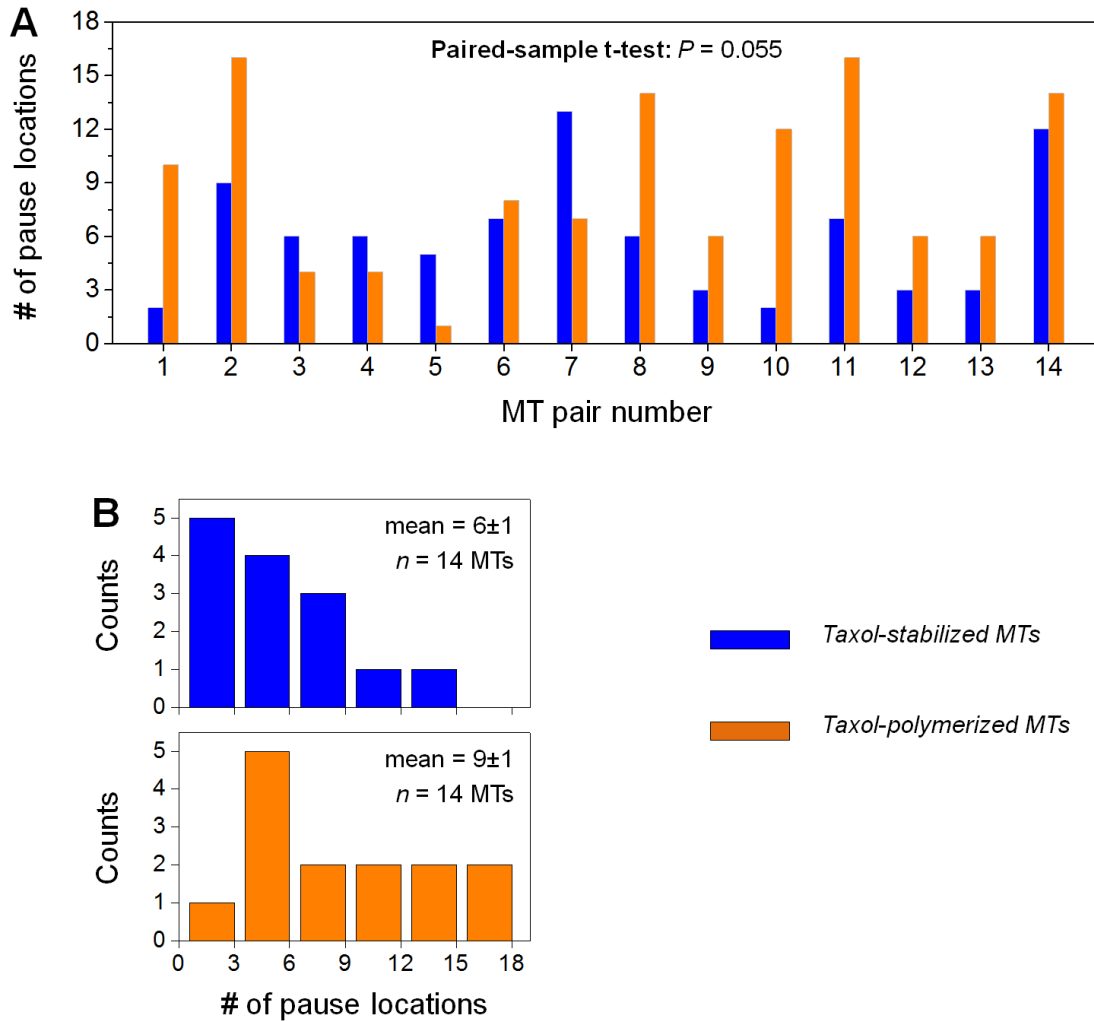 A
Paired-sample t-test: P = 0.055
# of pause locations
18
15
12
9
6
3
0
1 2 3 4 5 6 7 8 9 10 11 12 13 14
MT pair number
B
mean = 6±1
n = 14 MTs
Counts
5
4
3
2
1
0
Taxol-stabilized MTs
Taxol-polymerized MTs
mean = 9±1
n = 14 MTs
Counts
5
4
3
2
1
0
0 3 6 9 12 15 18
# of pause locations